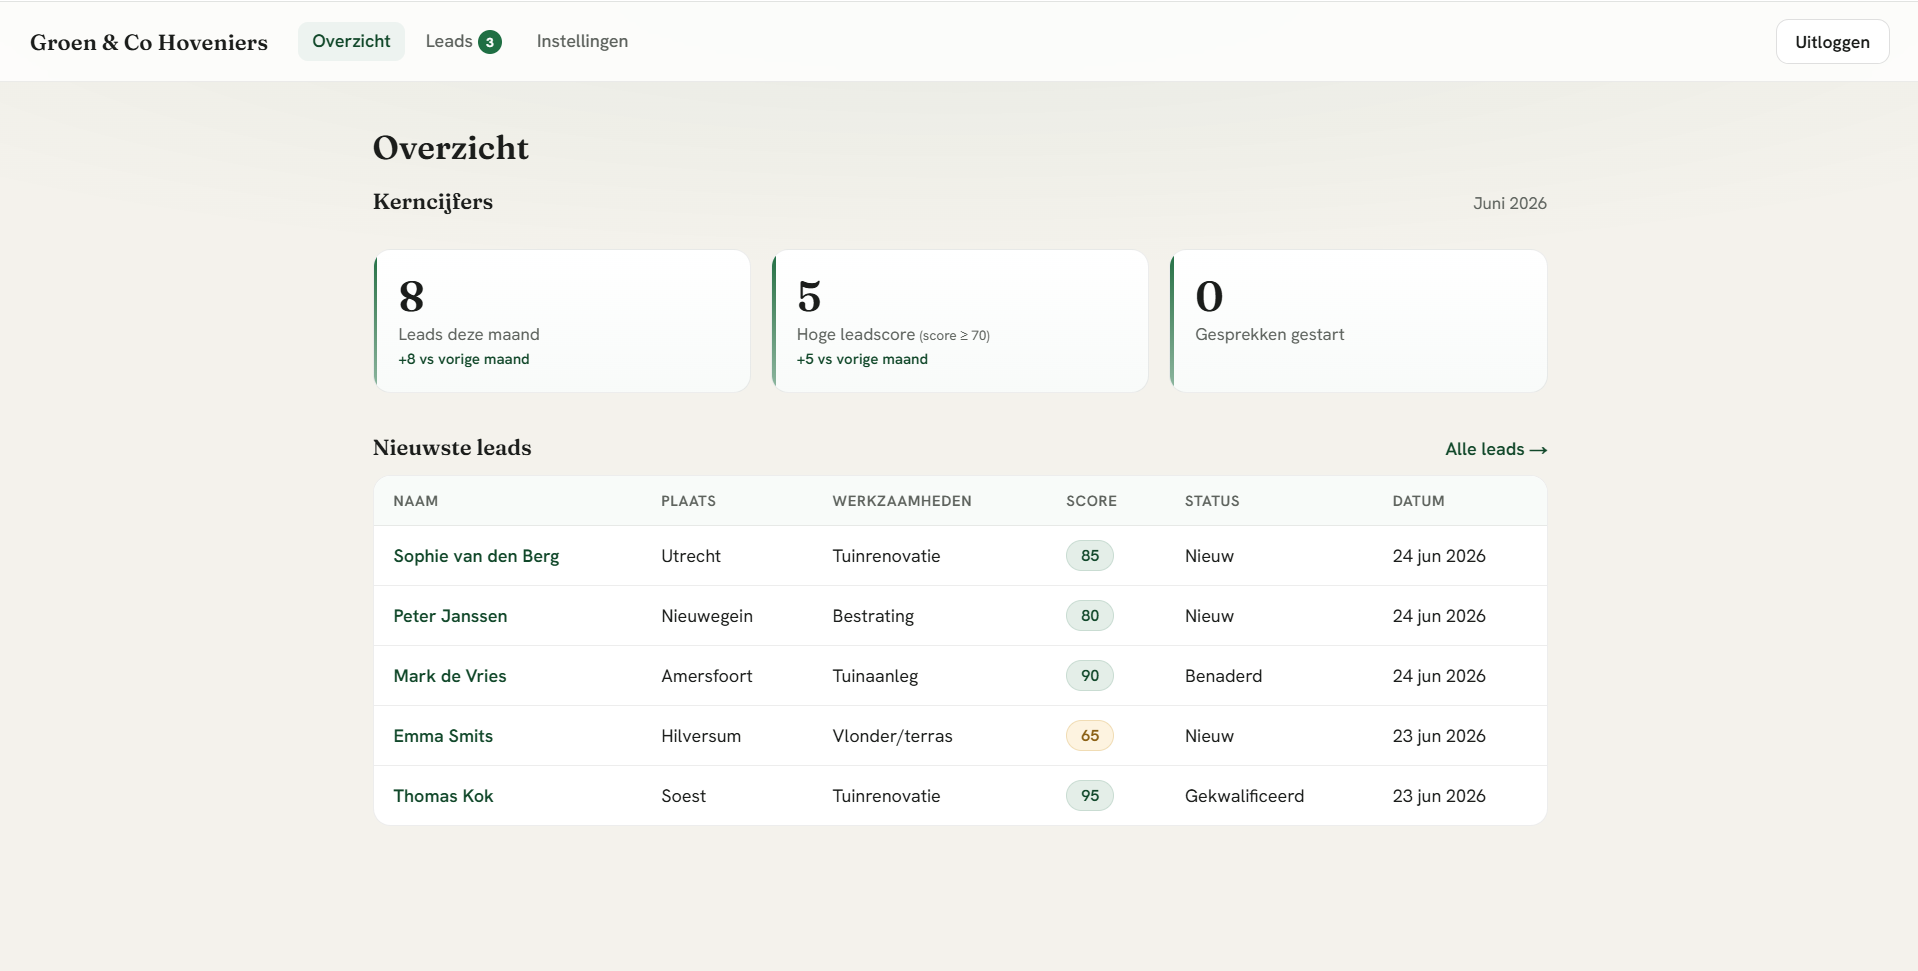 Groen & Co Hoveniers Overzicht Leads 3 Instellingen Uitloggen
Overzicht
Kerncijfers Juni 2026
8 5 0
Leads deze maand Hoge leadscore (score ≥ 70) Gesprekken gestart
+8 vs vorige maand +5 vs vorige maand
Nieuwste leads Alle leads →
NAAM PLAATS WERKZAAMHEDEN SCORE STATUS DATUM
Sophie van den Berg Utrecht Tuinrenovatie 85 Nieuw 24 jun 2026
Peter Janssen Nieuwegein Bestrating 80 Nieuw 24 jun 2026
Mark de Vries Amersfoort Tuinaanleg 90 Benaderd 24 jun 2026
Emma Smits Hilversum Vlonder/terras 65 Nieuw 23 jun 2026
Thomas Kok Soest Tuinrenovatie 95 Gekwalificeerd 23 jun 2026